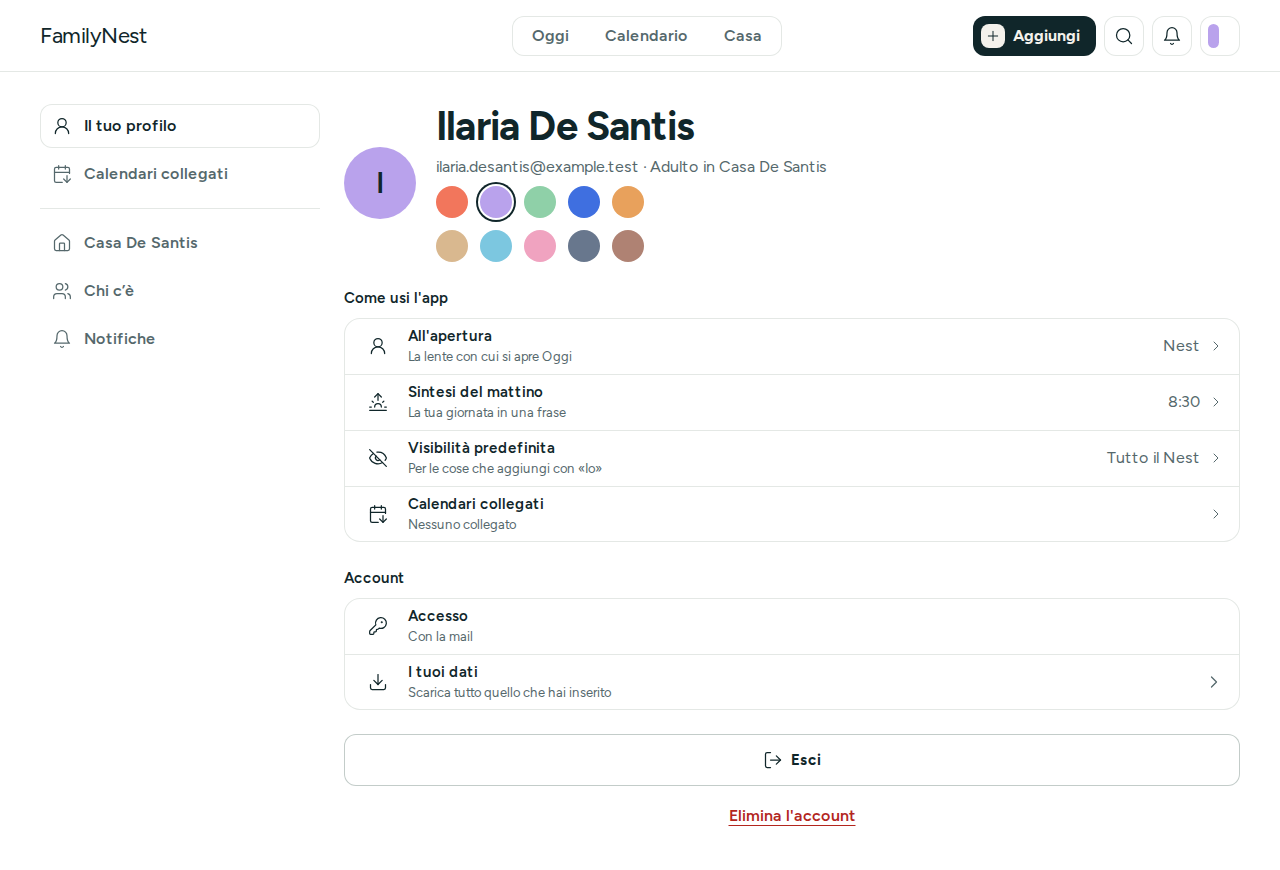 FamilyNest
Oggi
Calendario
Casa
Aggiungi
Il tuo profilo
Calendari collegati
Casa De Santis
Chi c’è
Notifiche
Ilaria De Santis
ilaria.desantis@example.test · Adulto in Casa De Santis
I
Come usi l'app
All'apertura
La lente con cui si apre Oggi
Nest
Sintesi del mattino
La tua giornata in una frase
8:30
Visibilità predefinita
Per le cose che aggiungi con «Io»
Tutto il Nest
Calendari collegati
Nessuno collegato
Account
Accesso
Con la mail
I tuoi dati
Scarica tutto quello che hai inserito
Esci
Elimina l'account